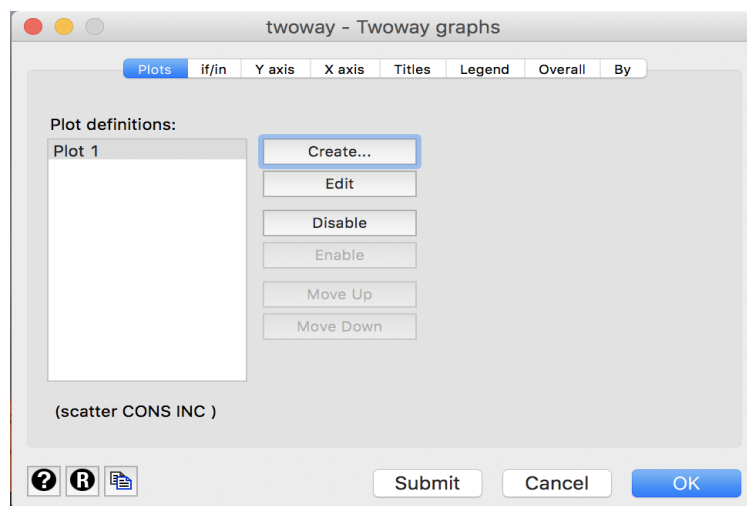 twoway - Twoway graphs
Plots if/in Y axis X axis Titles Legend Overall By
Plot definitions:
Plot 1
Create...
Edit
Disable
Enable
Move Up
Move Down
(scatter CONS INC )
? R
Submit Cancel OK